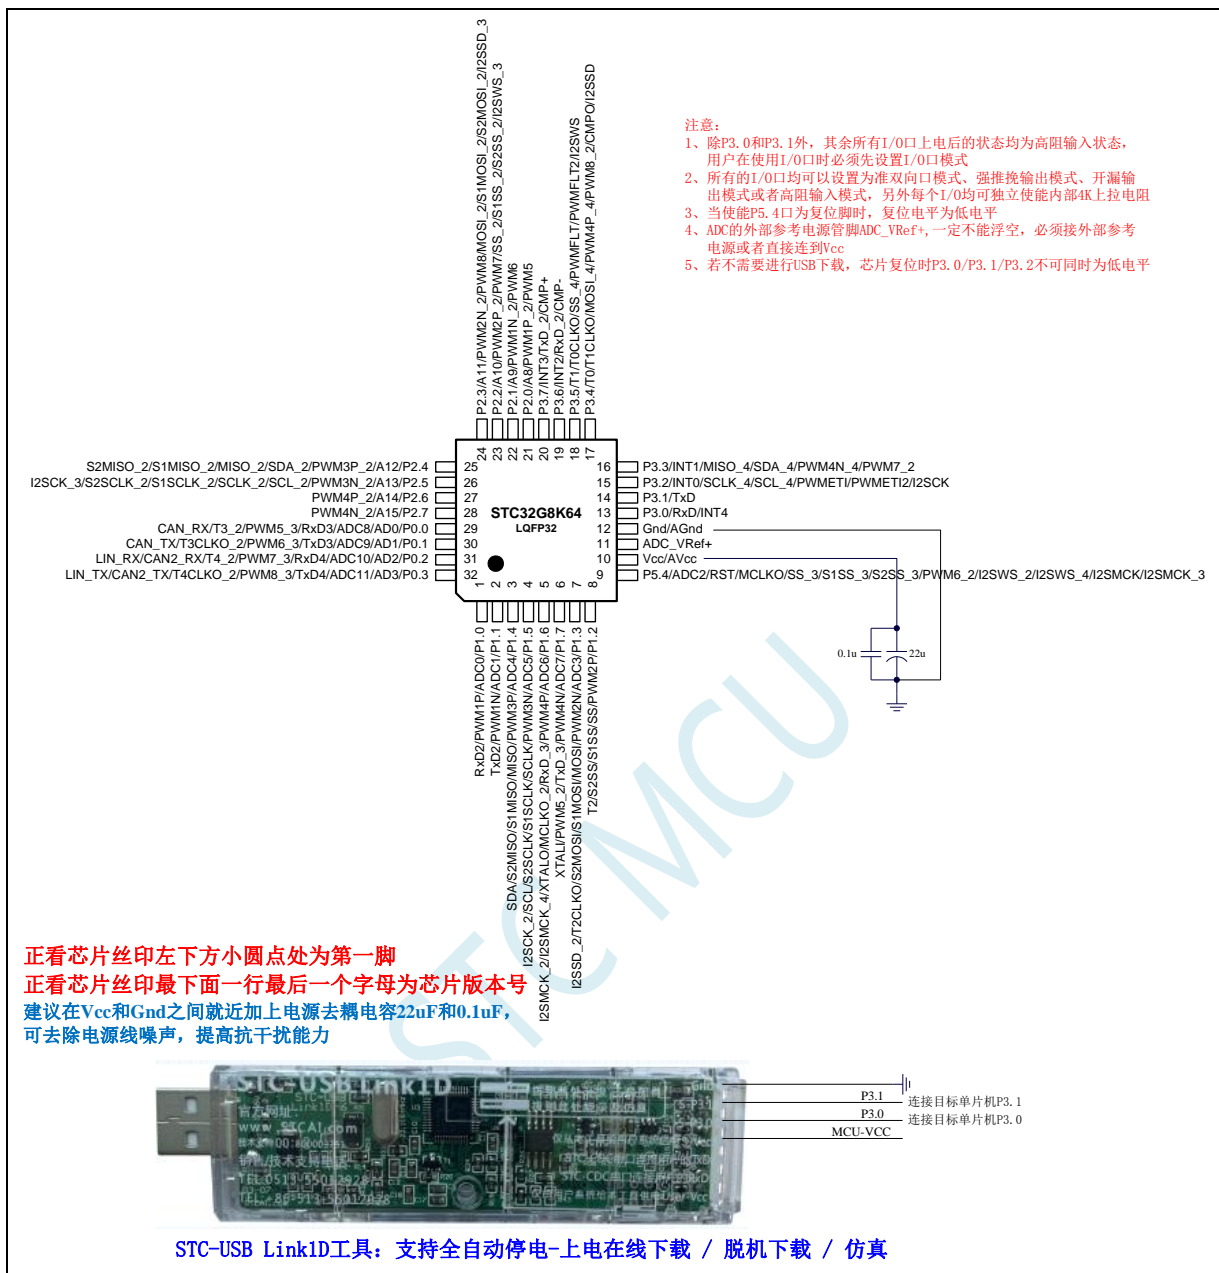 P2.3/A11/PWM2N_2/PWM8/MOSI_2/S1MOSI_2/S2MOSI_2/I2SSD_3
P2.2/A10/PWM2P_2/PWM7/SS_2/S1SS_2/S2SS_2/I2SWS_3
P2.1/A9/PWM1N_2/PWM6
P2.0/A8/PWM1P_2/PWM5
P3.7/INT3/TxD_2/CMP+
P3.6/INT2/RxD_2/CMP-
P3.5/T1/T0CLKO/SS_4/PWMFLT/PWMFLT2/I2SWS
P3.4/T0/T1CLKO/MOSI_4/PWM4P_4/PWM8_2/CMPO/I2SSD
注意:
1、除P3.0和P3.1外，其余所有I/O口上电后的状态均为高阻输入状态，
用户在使用I/O口时必须先设置I/O口模式
2、所有的I/O口均可以设置为准双向口模式、强推挽输出模式、开漏输
出模式或者高阻输入模式，另外每个I/O均可独立使能内部4K上拉电阻
3、当使能P5.4口为复位脚时，复位电平为低电平
4、ADC的外部参考电源管脚ADC_VRef+,一定不能浮空，必须接外部参考
电源或者直接连到Vcc
5、若不需要进行USB下载，芯片复位时P3.0/P3.1/P3.2不可同时为低电平
24 23 22 21 20 19 18 17
S2MISO_2/S1MISO_2/MISO_2/SDA_2/PWM3P_2/A12/P2.4 25
I2SCK_3/S2SCLK_2/S1SCLK_2/SCLK_2/SCL_2/PWM3N_2/A13/P2.5 26
PWM4P_2/A14/P2.6 27
PWM4N_2/A15/P2.7 28
CAN_RX/T3_2/PWM5_3/RxD3/ADC8/AD0/P0.0 29
CAN_TX/T3CLKO_2/PWM6_3/TxD3/ADC9/AD1/P0.1 30
LIN_RX/CAN2_RX/T4_2/PWM7_3/RxD4/ADC10/AD2/P0.2 31
LIN_TX/CAN2_TX/T4CLKO_2/PWM8_3/TxD4/ADC11/AD3/P0.3 32
STC32G8K64
LQFP32
16 P3.3/INT1/MISO_4/SDA_4/PWM4N_4/PWM7_2
15 P3.2/INT0/SCLK_4/SCL_4/PWMETI/PWMETI2/I2SCK
14 P3.1/TxD
13 P3.0/RxD/INT4
12 Gnd/AGnd
11 ADC_VRef+
10 Vcc/AVcc
9 P5.4/ADC2/RST/MCLKO/SS_3/S1SS_3/S2SS_3/PWM6_2/I2SWS_2/I2SWS_4/I2SMCK/I2SMCK_3
1 2 3 4 5 6 7 8
RxD2/PWM1P/ADC0/P1.0
TxD2/PWM1N/ADC1/P1.1
SDA/S2MISO/S1MISO/MISO/PWM3P/ADC4/P1.4
I2SCK_2/SCL/S2SCLK/S1SCLK/SCLK/PWM3N/ADC5/P1.5
I2SMCK_2/I2SMCK_4/XTALO/MCLKO_2/RxD_3/PWM4P/ADC6/P1.6
XTALI/PWM5_2/TxD_3/PWM4N/ADC7/P1.7
I2SSD_2/T2CLKO/S2MOSI/S1MOSI/MOSI/PWM2N/ADC3/P1.3
T2/S2SS/S1SS/SS/PWM2P/P1.2
0.1u
22u
STC MCU
正看芯片丝印左下方小圆点处为第一脚
正看芯片丝印最下面一行最后一个字母为芯片版本号
建议在Vcc和Gnd之间就近加上电源去耦电容22uF和0.1uF，
可去除电源线噪声，提高抗干扰能力
STC-USB Link1D
官方网址:
www.STCAI.com
P3.1 连接目标单片机P3.1
P3.0 连接目标单片机P3.0
MCU-VCC
STC-USB Link1D工具: 支持全自动停电-上电在线下载 / 脱机下载 / 仿真